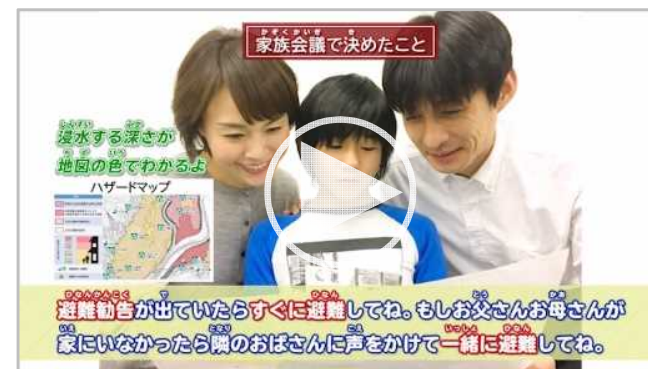 家族会議で決めたこと
浸水する深さが
地図の色でわかるよ
ハザードマップ
避難勧告が出ていたらすぐに避難してね。もしお父さんお母さんが
家にいなかったら隣のおばさんに声をかけて一緒に避難してね。